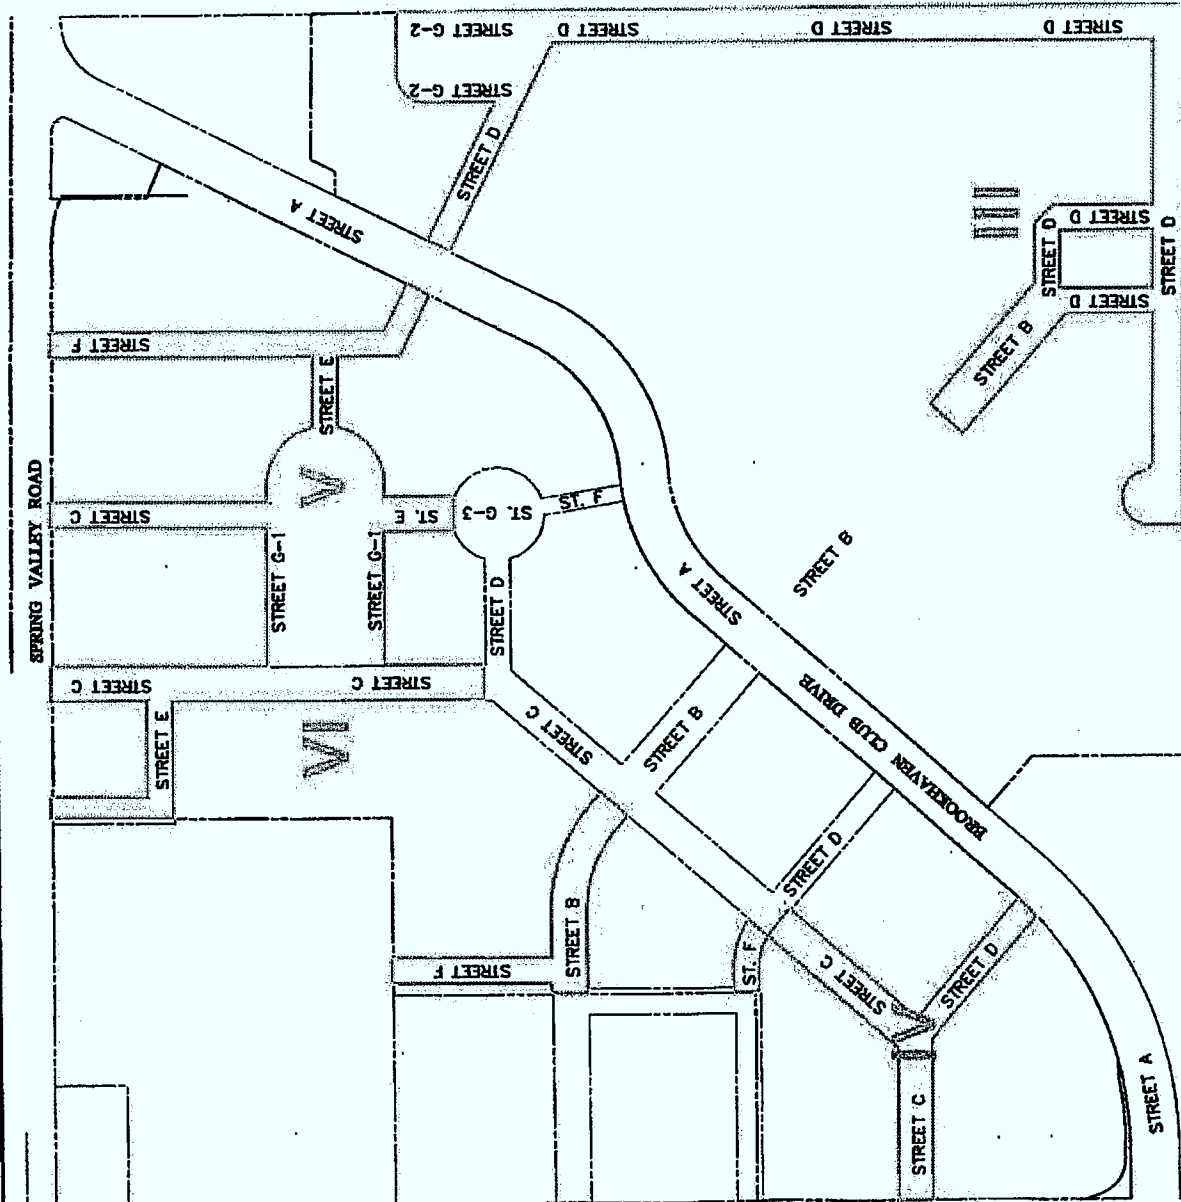 STREET G-2
STREET D
STREET D
STREET D
STREET G-2
STREET D
STREET A
III
STREET D
STREET D
STREET D
STREET D
STREET B
STREET F
STREET E
V
SPRING VALLEY ROAD
STREET C
ST. E
ST. G-3
ST. F
STREET G-1
STREET G-1
STREET D
STREET A
STREET B
STREET C
STREET C
STREET E
VI
STREET C
STREET B
BROOKHAVEN CLUB DRIVE
STREET D
STREET B
STREET F
ST. F
STREET C
STREET D
IV
STREET C
STREET A